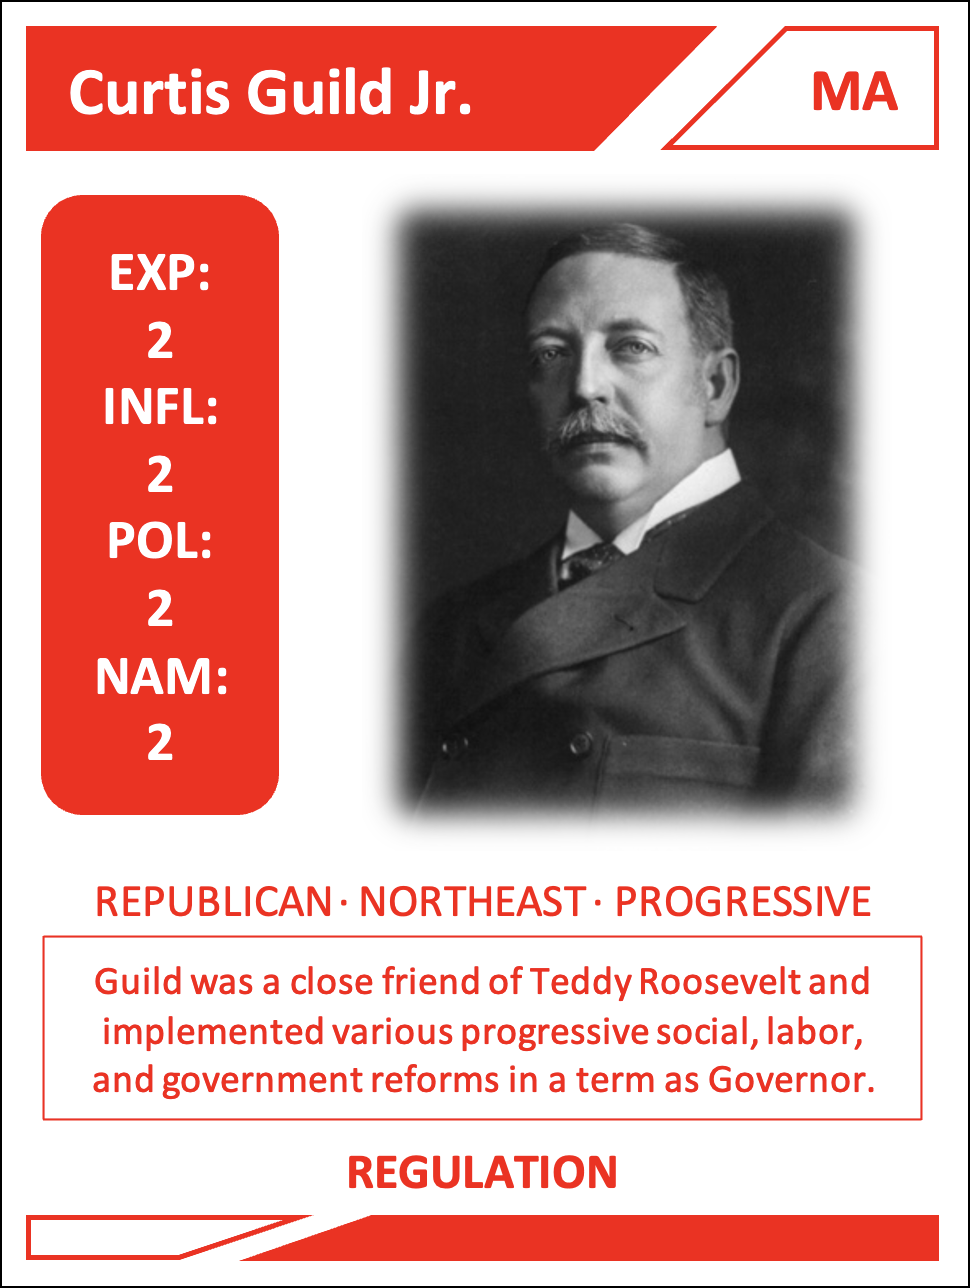 Curtis Guild Jr.
MA
EXP:
2
INFL:
2
POL:
2
NAM:
2
REPUBLICAN · NORTHEAST · PROGRESSIVE
Guild was a close friend of Teddy Roosevelt and
implemented various progressive social, labor,
and government reforms in a term as Governor.
REGULATION